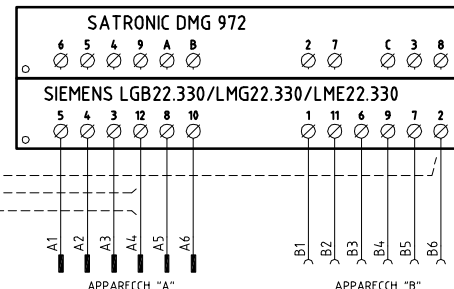 SATRONIC DMG 972
6 5 4 9 A B 2 7 C 3 8
SIEMENS LGB22.330/LMG22.330/LME22.330
5 4 3 12 8 10 1 11 6 9 7 2
A1 A2 A3 A4 A5 A6 B1 B2 B3 B4 B5 B6
APPARECCH "A" APPARECCH "B"